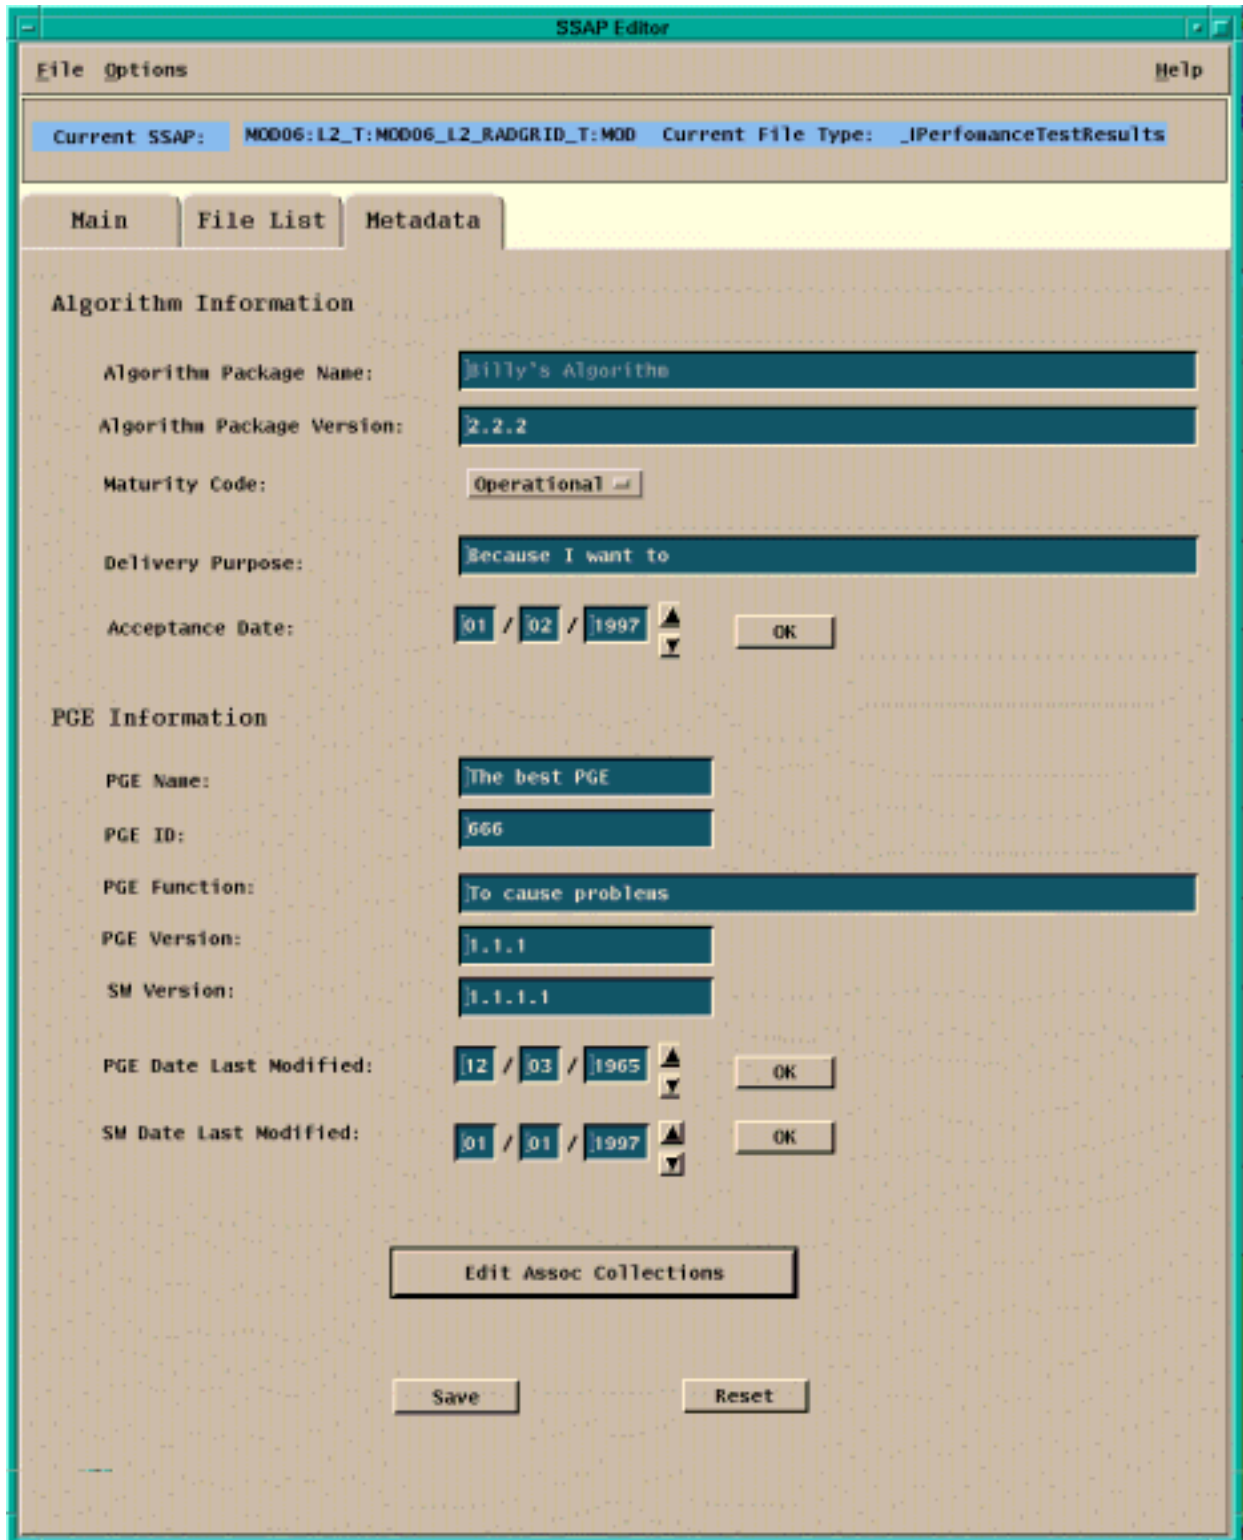 SSAP Editor
File Options Help
Current SSAP: MOD06:L2_T:MOD06_L2_RADGRID_T:MOD Current File Type: _IPerfomanceTestResults
Main File List Metadata
Algorithm Information
Algorithm Package Name: Billy's Algorithm
Algorithm Package Version: 2.2.2
Maturity Code: Operational
Delivery Purpose: Because I want to
Acceptance Date: 01 / 02 / 1997 OK
PGE Information
PGE Name: The best PGE
PGE ID: 666
PGE Function: To cause problems
PGE Version: 1.1.1
SW Version: 1.1.1.1
PGE Date Last Modified: 12 / 03 / 1965 OK
SW Date Last Modified: 01 / 01 / 1997 OK
Edit Assoc Collections
Save Reset